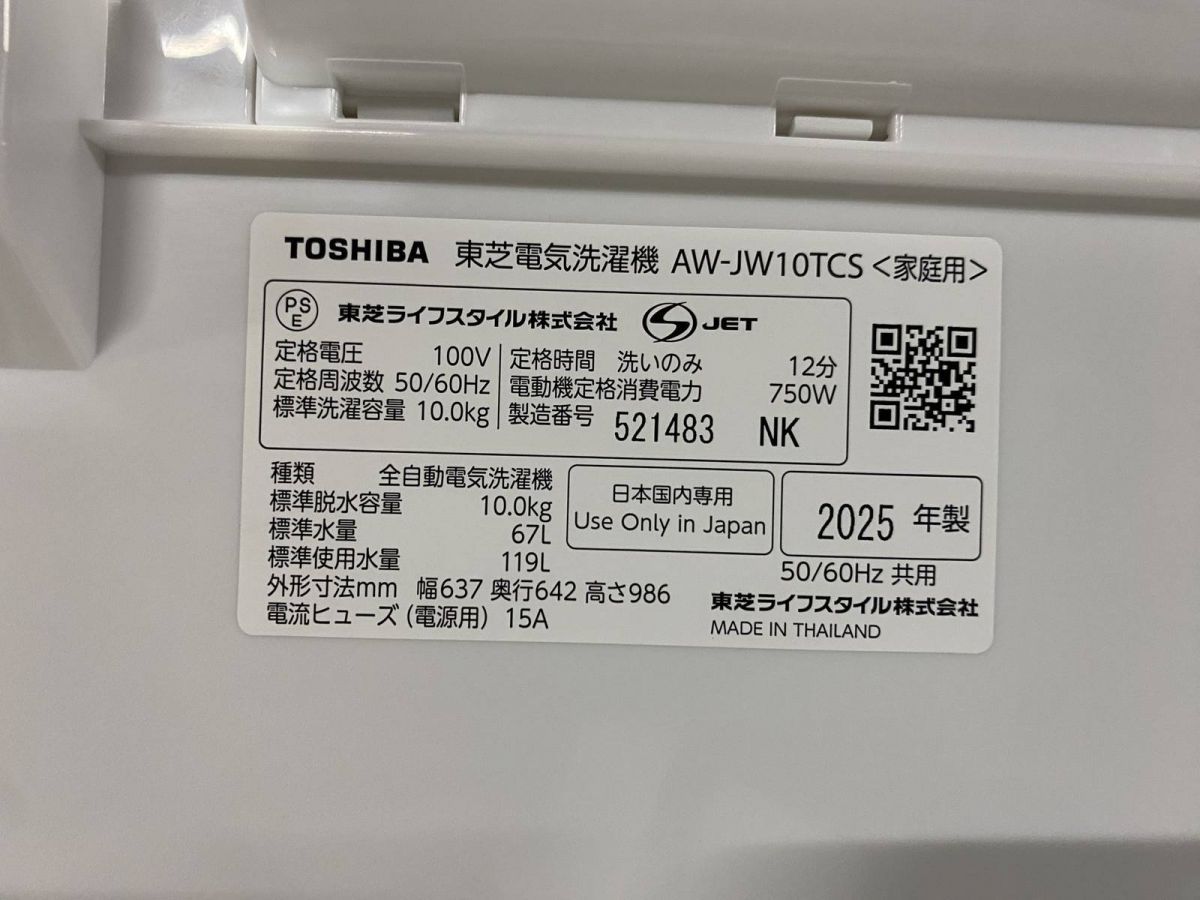 TOSHIBA 東芝電気洗濯機 AW-JW10TCS <家庭用>
PSE 東芝ライフスタイル株式会社 S JET
定格電圧 100V
定格周波数 50/60Hz
標準洗濯容量 10.0kg
定格時間 洗いのみ 12分
電動機定格消費電力 750W
製造番号 521483 NK
種類 全自動電気洗濯機
標準脱水容量 10.0kg
標準水量 67L
標準使用水量 119L
外形寸法mm 幅637 奥行642 高さ986
電流ヒューズ (電源用) 15A
日本国内専用
Use Only in Japan
2025 年製
50/60Hz 共用
東芝ライフスタイル株式会社
MADE IN THAILAND